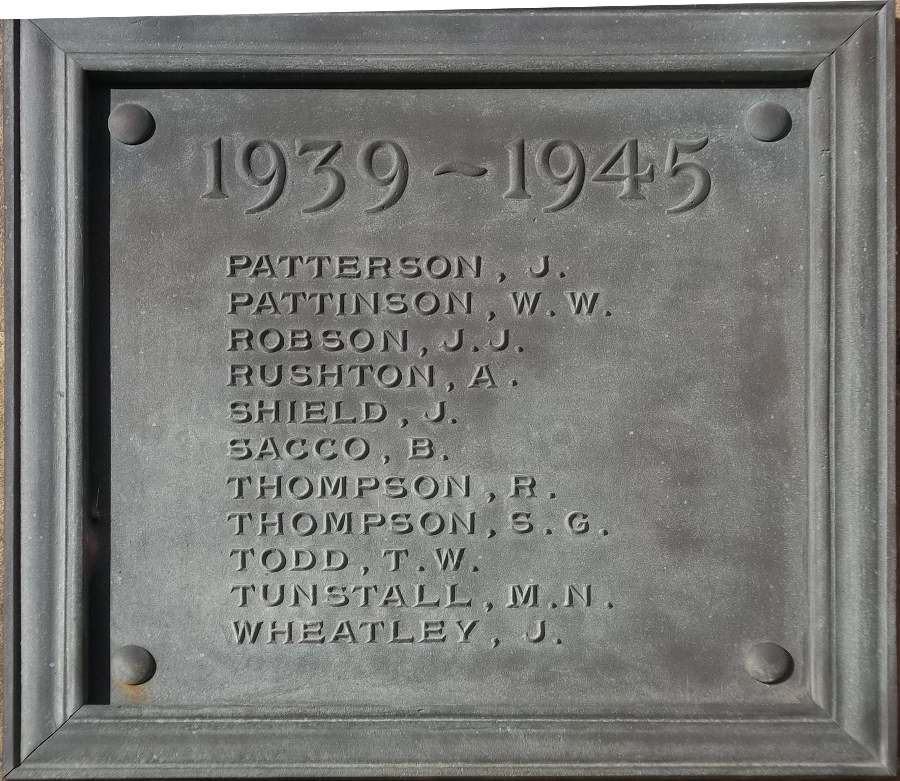 1939 ~ 1945
PATTERSON, J.
PATTINSON, W.W.
ROBSON, J.J.
RUSHTON, A.
SHIELD, J.
SACCO, B.
THOMPSON, R.
THOMPSON, S.G.
TODD, T.W.
TUNSTALL, M.N.
WHEATLEY, J.